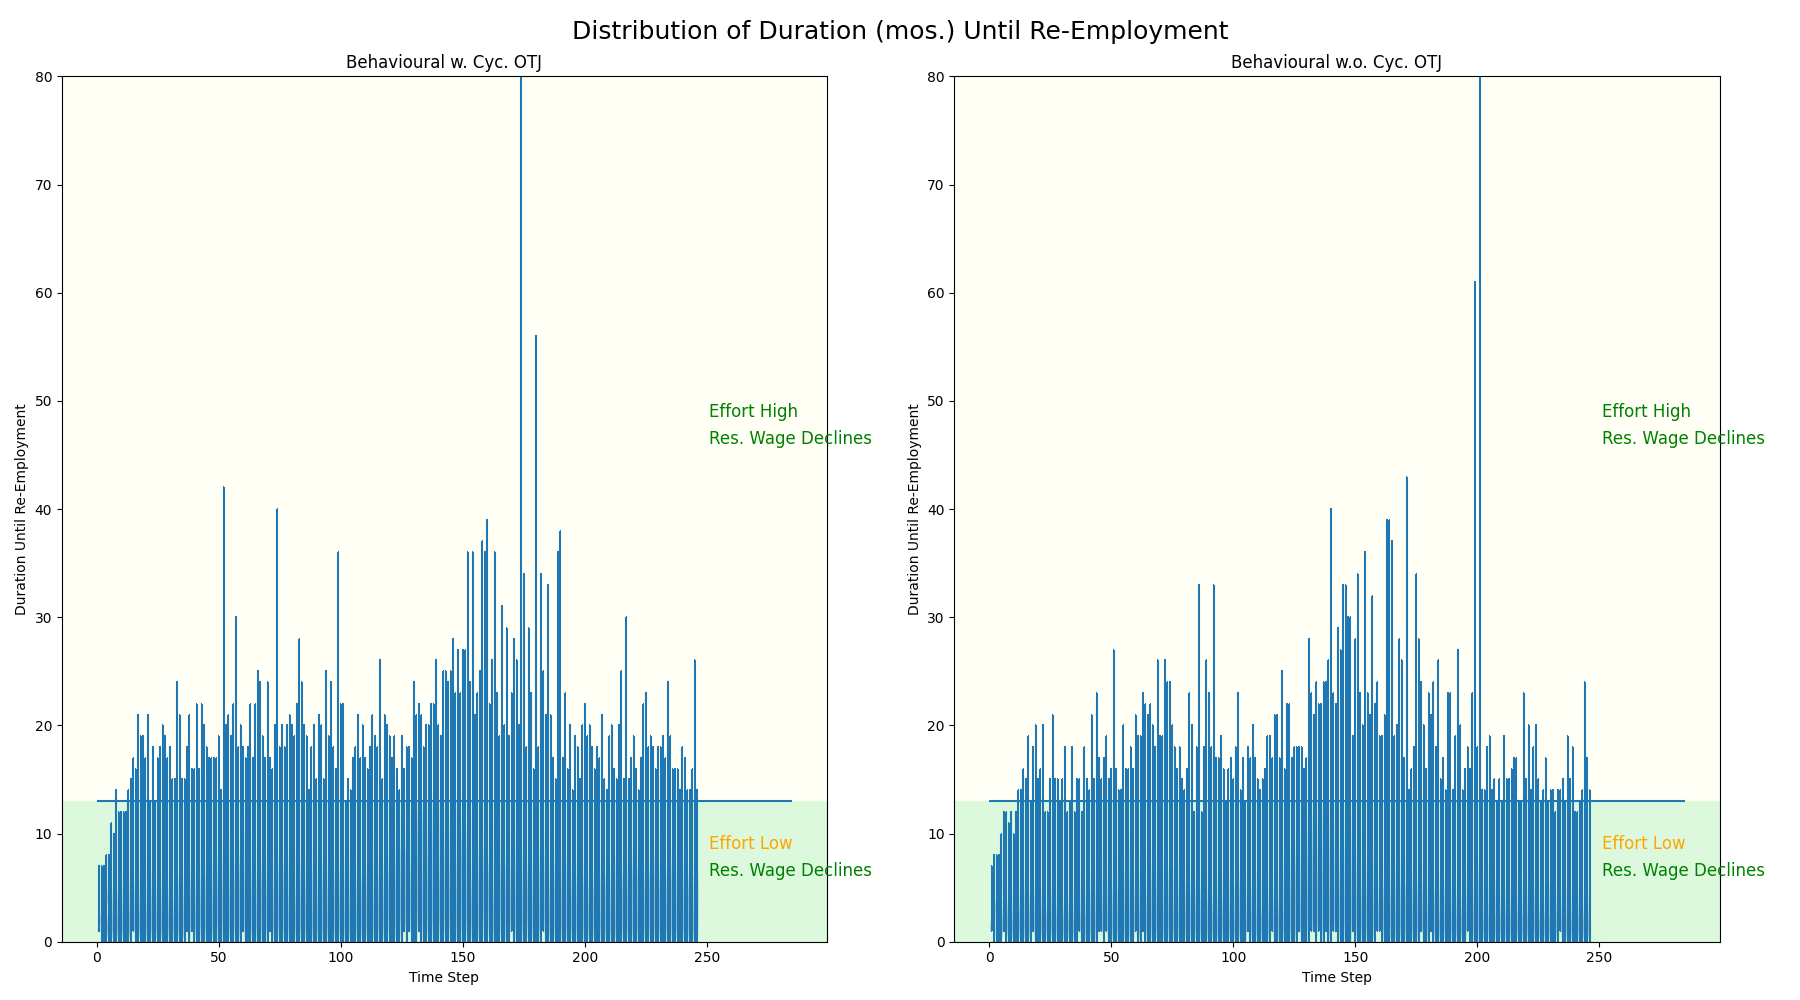 Distribution of Duration (mos.) Until Re-Employment
Behavioural w. Cyc. OTJ
Duration Until Re-Employment
80
70
60
50
40
30
20
10
0
Effort High
Res. Wage Declines
Effort Low
Res. Wage Declines
0 50 100 150 200 250
Time Step
Behavioural w.o. Cyc. OTJ
Duration Until Re-Employment
80
70
60
50
40
30
20
10
0
Effort High
Res. Wage Declines
Effort Low
Res. Wage Declines
0 50 100 150 200 250
Time Step